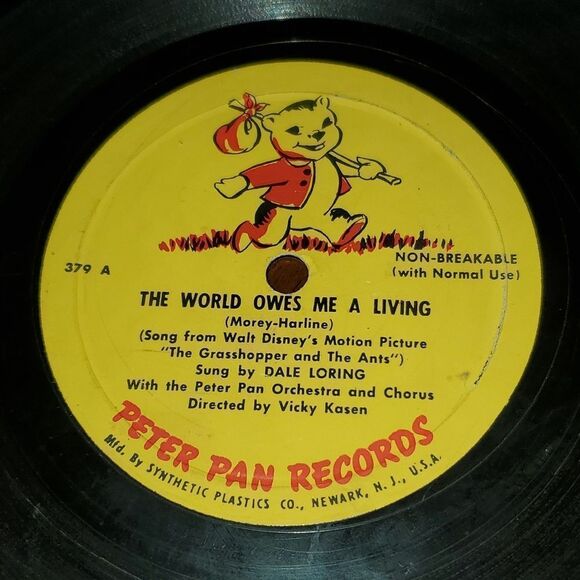 NON-BREAKABLE
(with Normal Use)
379 A
THE WORLD OWES ME A LIVING
(Morey-Harline)
(Song from Walt Disney's Motion Picture
"The Grasshopper and The Ants")
Sung by DALE LORING
With the Peter Pan Orchestra and Chorus
Directed by Vicky Kasen
PETER PAN RECORDS
Mfd. By SYNTHETIC PLASTICS CO., NEWARK, N. J., U.S.A.